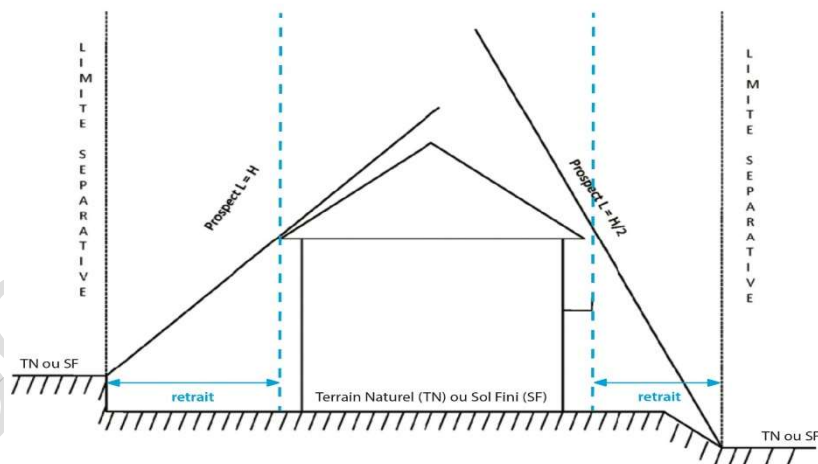 LIMITE SEPARATIVE
Prospect L = H
Prospect L = H/2
LIMITE SEPARATIVE
TN ou SF
retrait
Terrain Naturel (TN) ou Sol Fini (SF)
retrait
TN ou SF